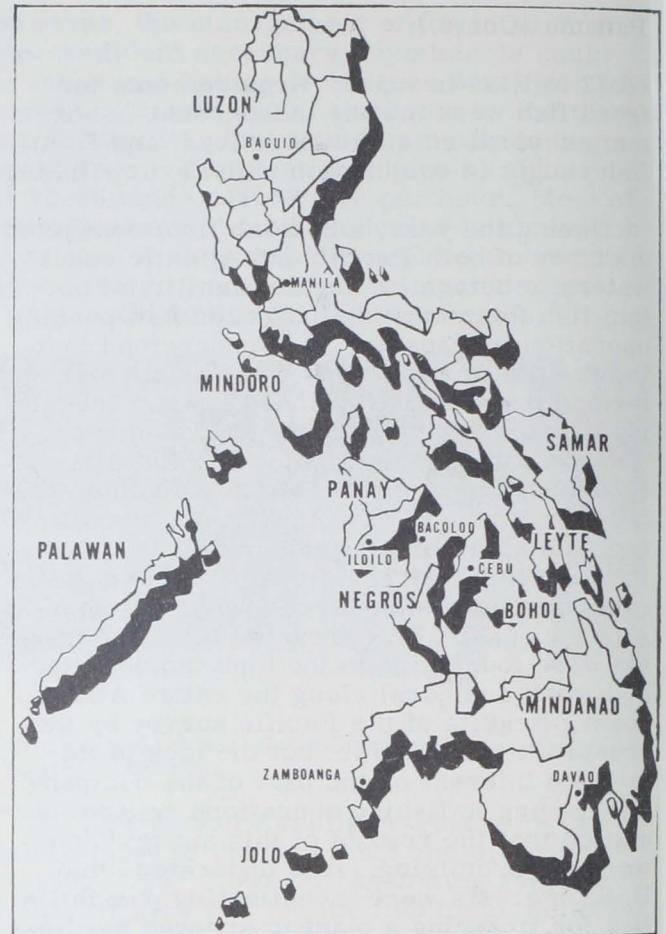 LUZON
BAGUIO
MANILA
MINDORO
SAMAR
PANAY
BACOLOD
PALAWAN
ILOILO
LEYTE
CEBU
NEGROS
BOHOL
MINDANAO
ZAMBOANGA
DAVAO
JOLO